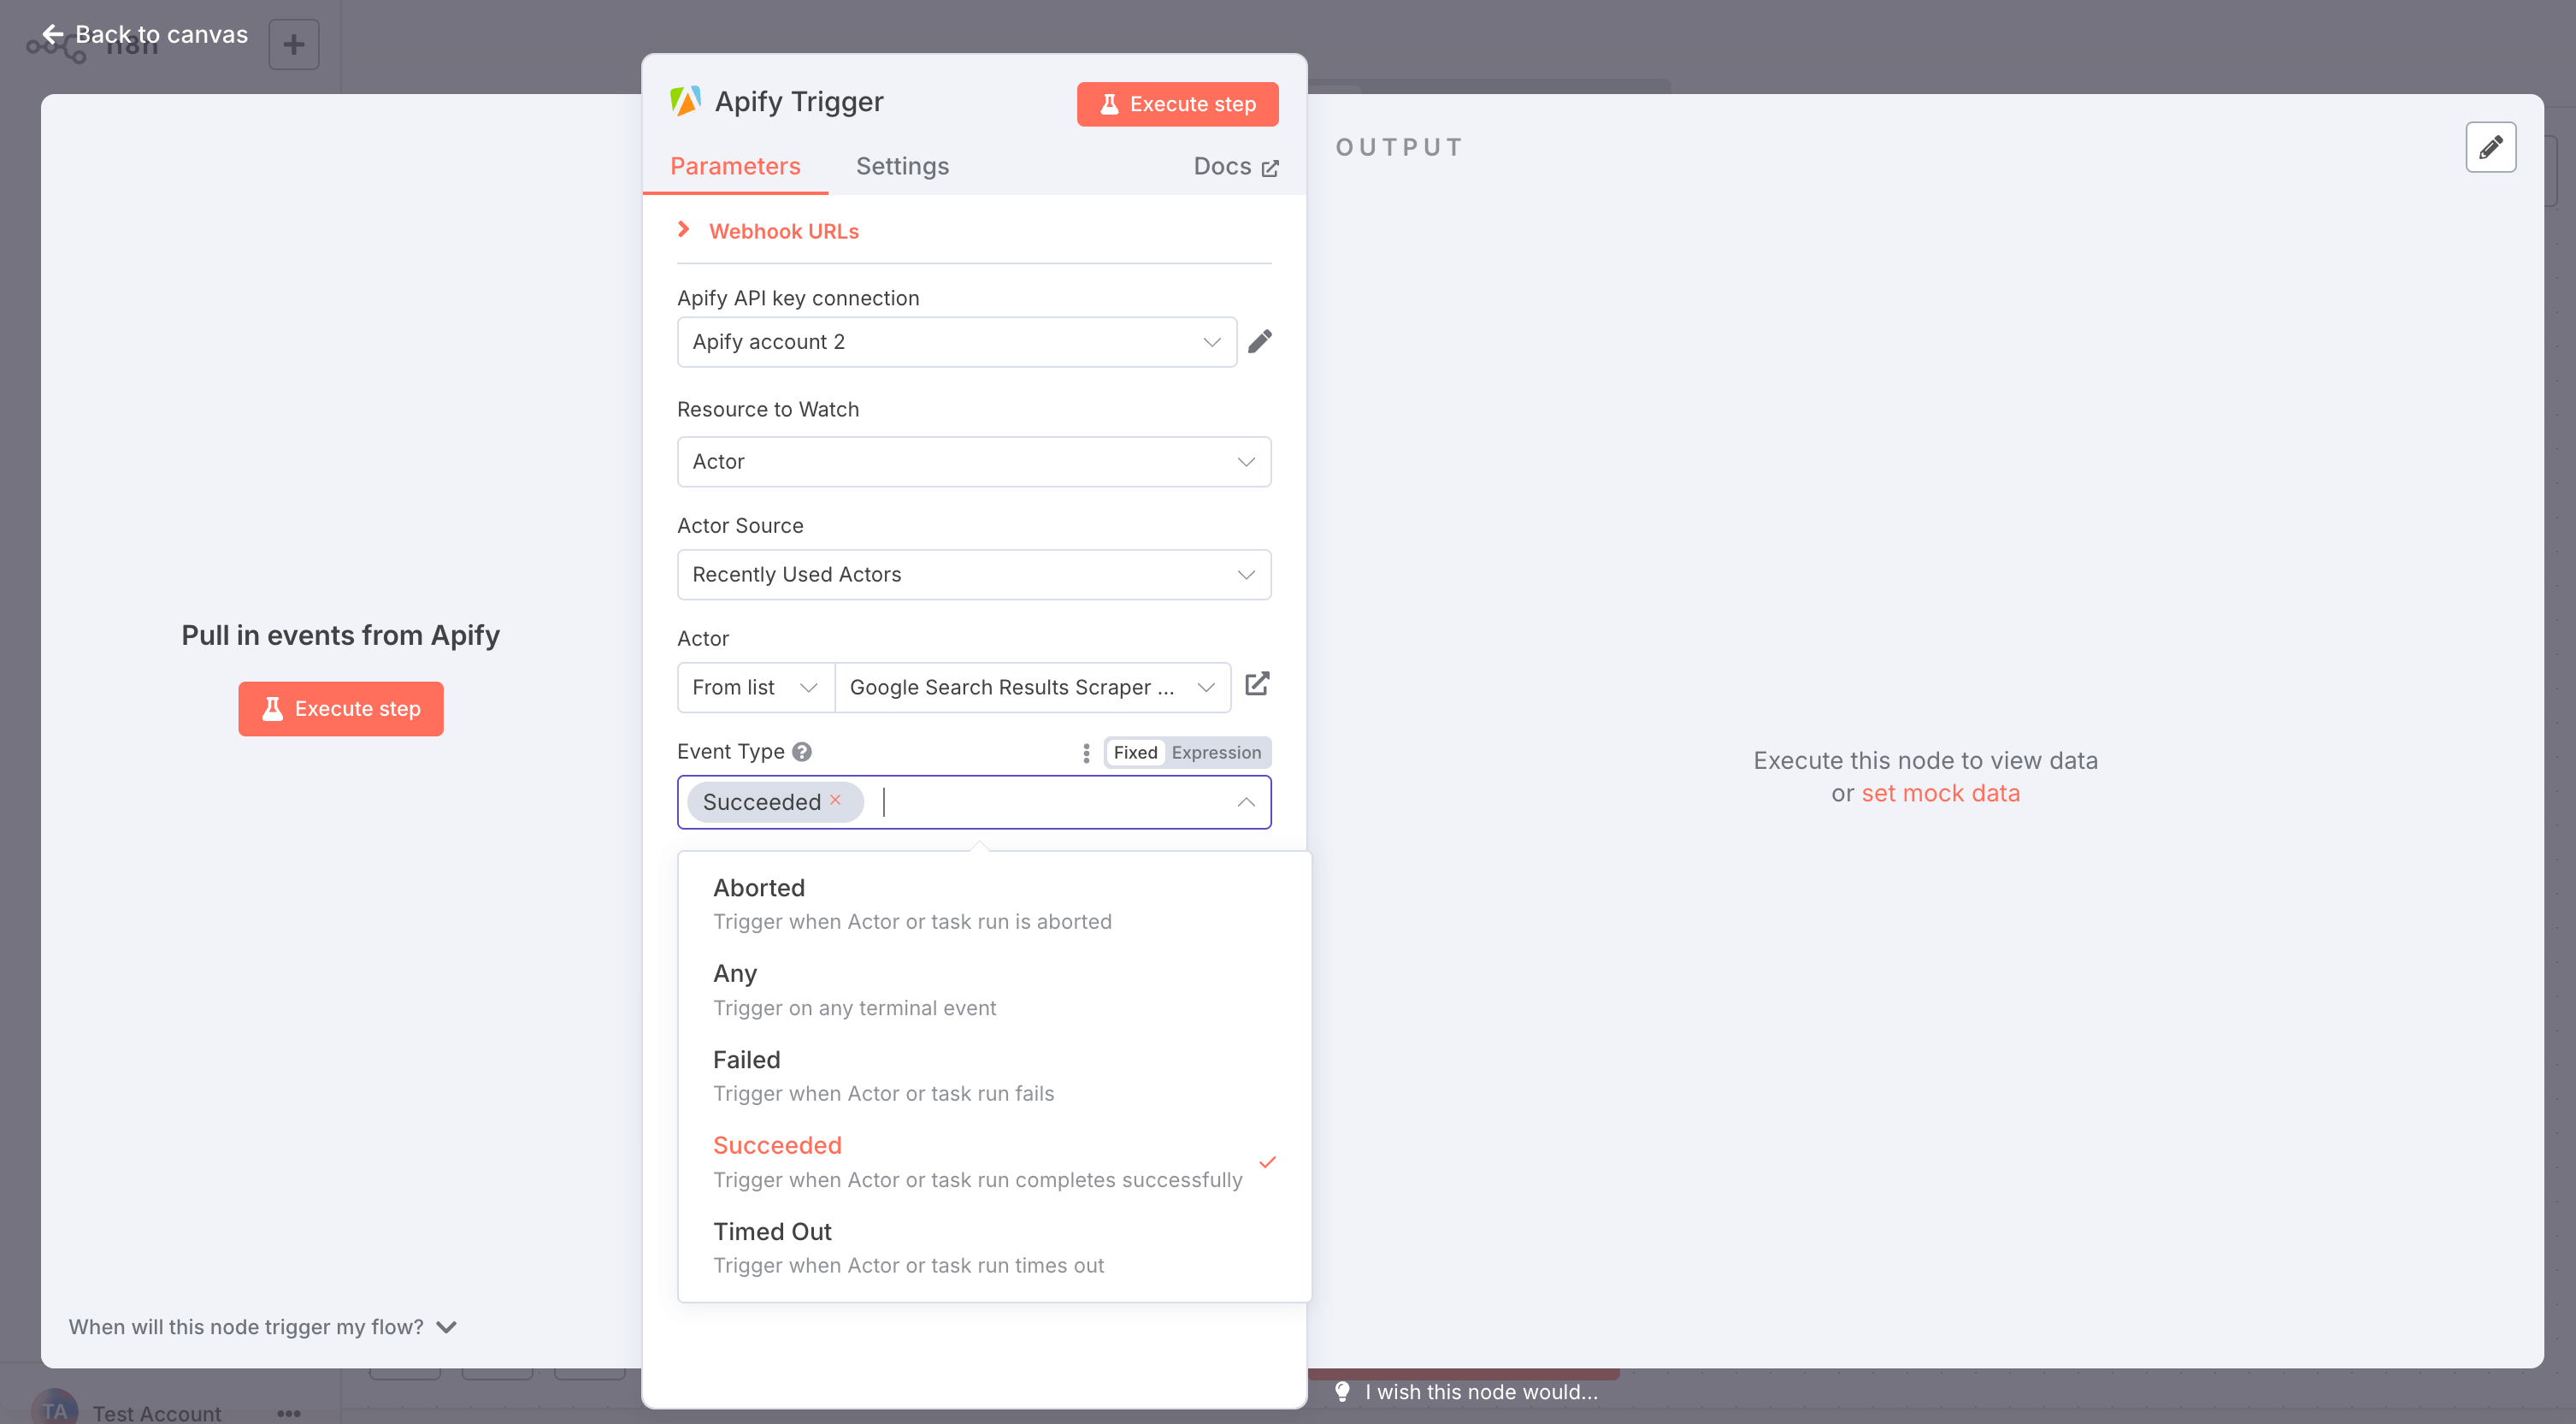 Back to canvas
n8n
Apify Trigger
Execute step
Parameters
Settings
Docs
Webhook URLs
Apify API key connection
Apify account 2
Resource to Watch
Actor
Actor Source
Recently Used Actors
Actor
From list
Google Search Results Scraper ...
Event Type
Fixed
Expression
Succeeded
Aborted
Trigger when Actor or task run is aborted
Any
Trigger on any terminal event
Failed
Trigger when Actor or task run fails
Succeeded
Trigger when Actor or task run completes successfully
Timed Out
Trigger when Actor or task run times out
Pull in events from Apify
Execute step
When will this node trigger my flow?
OUTPUT
Execute this node to view data
or set mock data
I wish this node would...
TA
Test Account